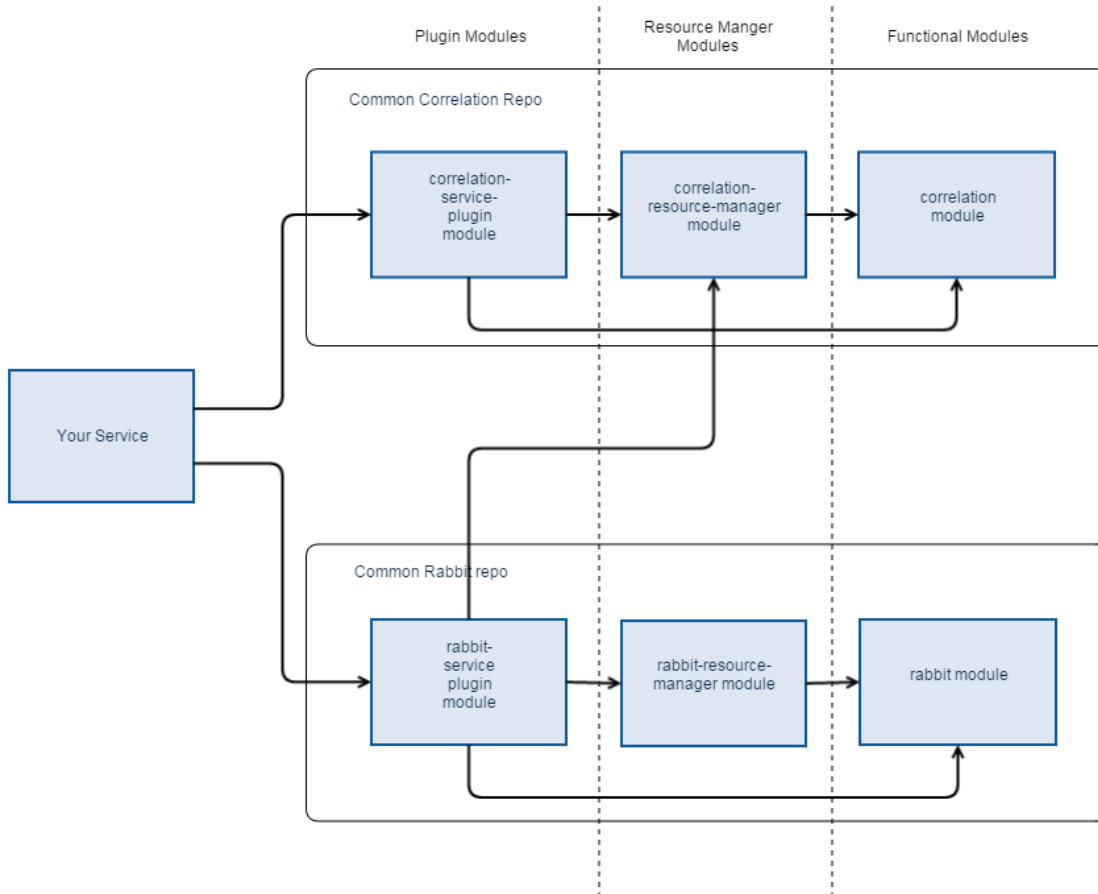 Plugin Modules
Resource Manger
Modules
Functional Modules
Common Correlation Repo
correlation-
service-
plugin
module
correlation-
resource-manager
module
correlation
module
Your Service
Common Rabbit repo
rabbit-
service
plugin
module
rabbit-resource-
manager module
rabbit module